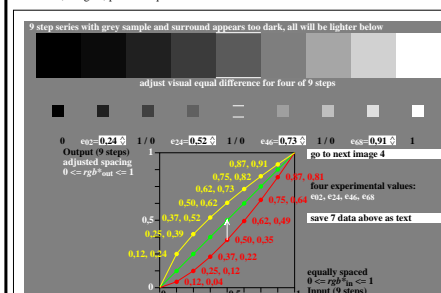 9 step series with grey sample and surround appears too dark, all will be lighter below
adjust visual equal difference for four of 9 steps
0 e02=0,24 1 / 0 e24=0,52 1 / 0 e46=0,73 1 / 0 e68=0,91 1
Output (9 steps)
adjusted spacing
0 <= rgb*out <= 1
go to next image 4
four experimental values:
e02, e24, e46, e68
save 7 data above as text
1
0,5
0
0,87, 0,91
0,75, 0,82
0,62, 0,73
0,50, 0,62
0,37, 0,52
0,25, 0,39
0,12, 0,24
0,87, 0,81
0,75, 0,64
0,62, 0,49
0,50, 0,35
0,37, 0,22
0,25, 0,12
0,12, 0,04
equally spaced
0 <= rgb*in <= 1
Input (9 steps)